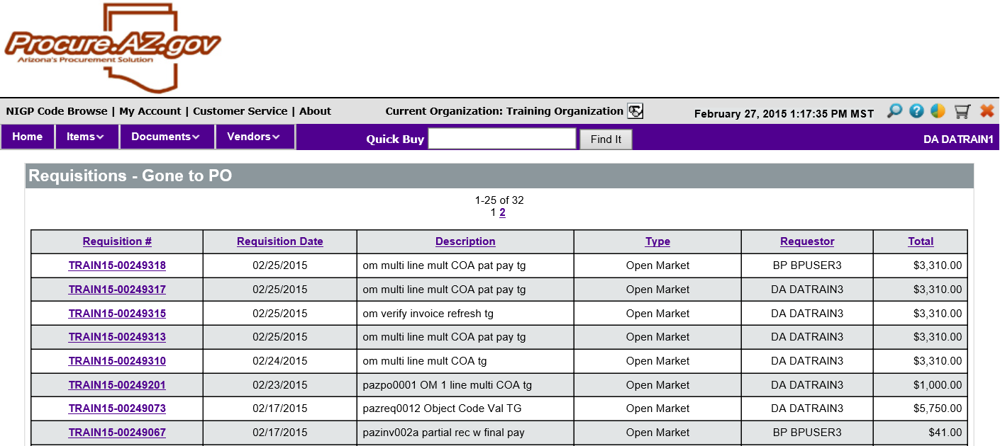 Procure.AZ.gov
Arizona's Procurement Solution
NIGP Code Browse | My Account | Customer Service | About Current Organization: Training Organization February 27, 2015 1:17:35 PM MST
Home Items Documents Vendors Quick Buy Find It DA DATRAIN1
Requisitions - Gone to PO
1-25 of 32
1 2
Requisition # Requisition Date Description Type Requestor Total
TRAIN15-00249318 02/25/2015 om multi line mult COA pat pay tg Open Market BP BPUSER3 $3,310.00
TRAIN15-00249317 02/25/2015 om multi line mult COA pat pay tg Open Market DA DATRAIN3 $3,310.00
TRAIN15-00249315 02/25/2015 om verify invoice refresh tg Open Market DA DATRAIN3 $3,310.00
TRAIN15-00249313 02/25/2015 om multi line mult COA pat pay tg Open Market DA DATRAIN3 $3,310.00
TRAIN15-00249310 02/24/2015 om multi line mult COA tg Open Market DA DATRAIN3 $3,310.00
TRAIN15-00249201 02/23/2015 pazpo0001 OM 1 line multi COA tg Open Market DA DATRAIN3 $1,000.00
TRAIN15-00249073 02/17/2015 pazreq0012 Object Code Val TG Open Market DA DATRAIN3 $5,750.00
TRAIN15-00249067 02/17/2015 pazinv002a partial rec w final pay Open Market BP BPUSER3 $41.00